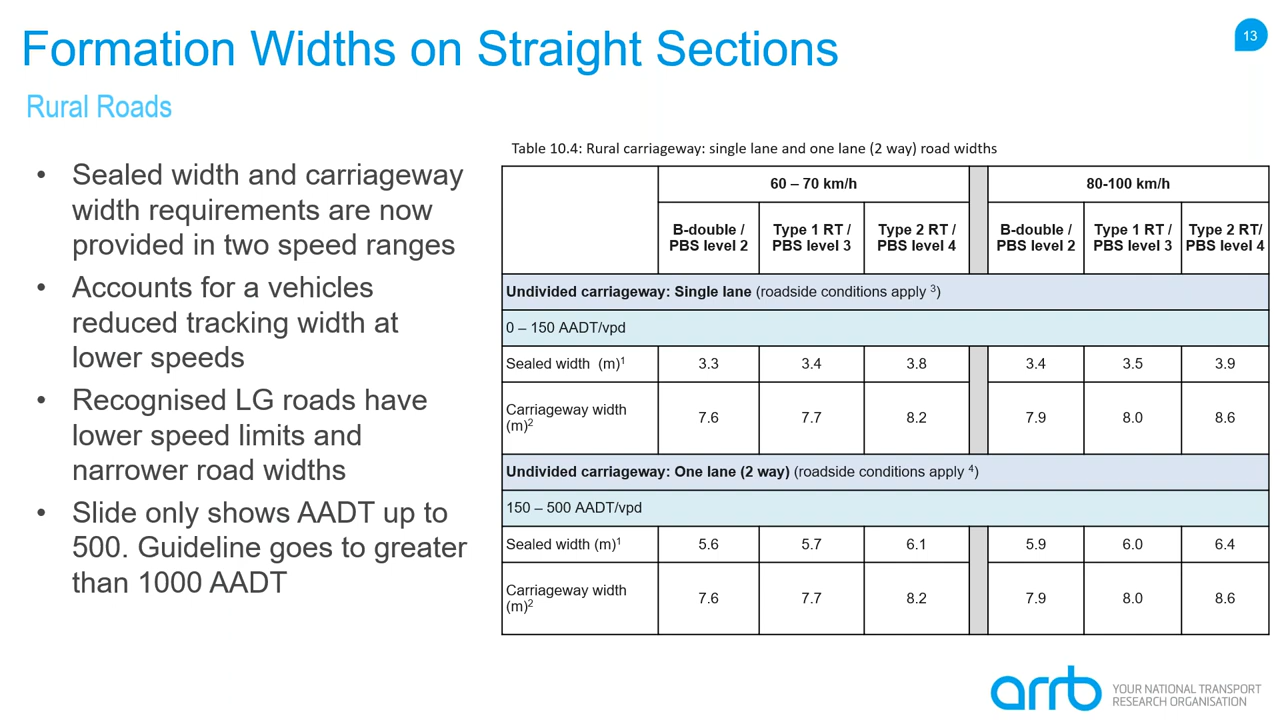 Formation Widths on Straight Sections
13
Rural Roads
• Sealed width and carriageway
width requirements are now
provided in two speed ranges
• Accounts for a vehicles
reduced tracking width at
lower speeds
• Recognised LG roads have
lower speed limits and
narrower road widths
• Slide only shows AADT up to
500. Guideline goes to greater
than 1000 AADT
Table 10.4: Rural carriageway: single lane and one lane (2 way) road widths
60 – 70 km/h 80-100 km/h
B-double / PBS level 2 Type 1 RT / PBS level 3 Type 2 RT / PBS level 4 B-double / PBS level 2 Type 1 RT / PBS level 3 Type 2 RT/ PBS level 4
Undivided carriageway: Single lane (roadside conditions apply ³)
0 – 150 AADT/vpd
Sealed width (m)¹ 3.3 3.4 3.8 3.4 3.5 3.9
Carriageway width (m)² 7.6 7.7 8.2 7.9 8.0 8.6
Undivided carriageway: One lane (2 way) (roadside conditions apply ⁴)
150 – 500 AADT/vpd
Sealed width (m)¹ 5.6 5.7 6.1 5.9 6.0 6.4
Carriageway width (m)² 7.6 7.7 8.2 7.9 8.0 8.6
arrb
YOUR NATIONAL TRANSPORT
RESEARCH ORGANISATION